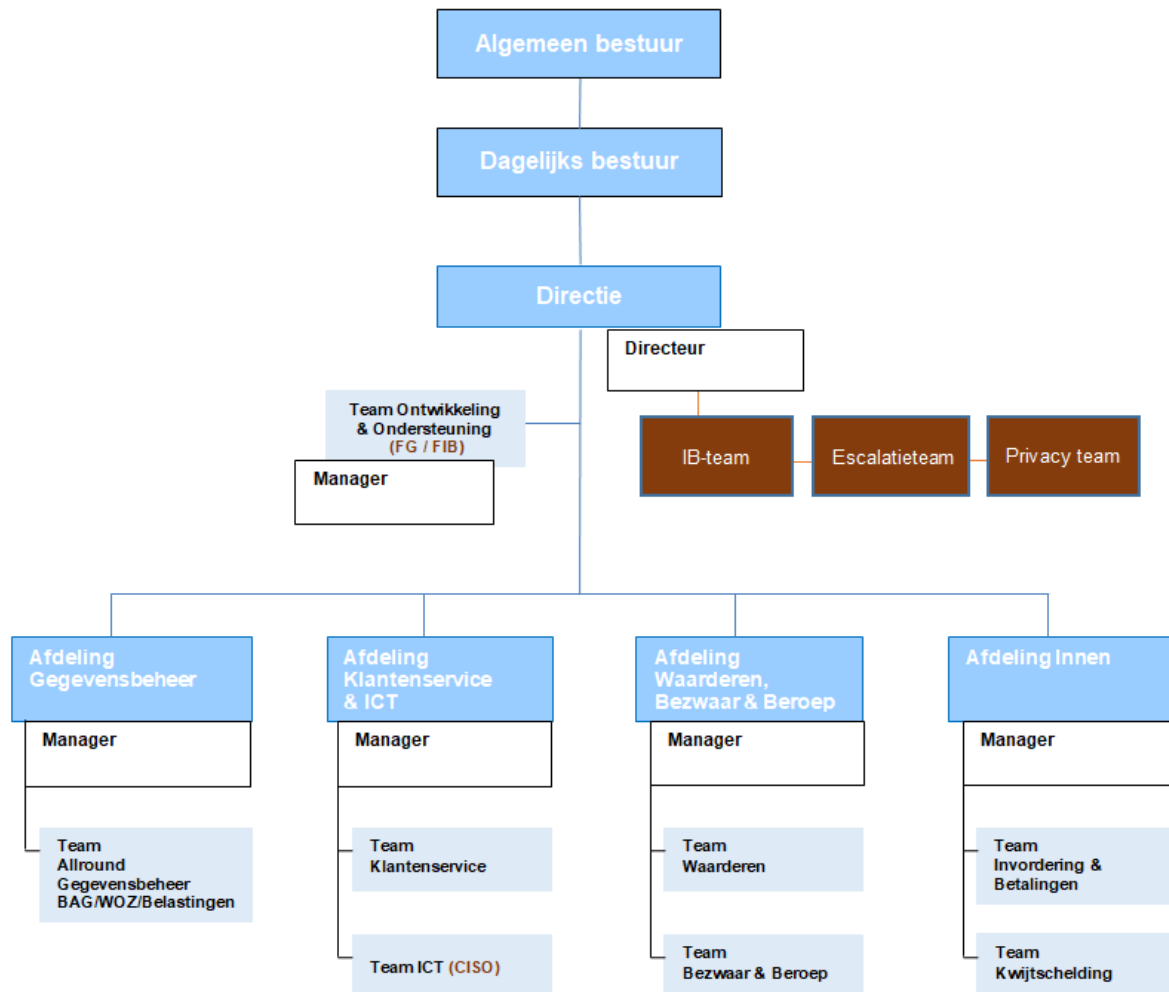 Algemeen bestuur
Dagelijks bestuur
Directie
Directeur
Team Ontwikkeling
& Ondersteuning
(FG / FIB)
Manager
IB-team
Escalatieteam
Privacy team
Afdeling
Gegevensbeheer
Manager
Team
Allround
Gegevensbeheer
BAG/WOZ/Belastingen
Afdeling
Klantenservice
& ICT
Manager
Team
Klantenservice
Team ICT (CISO)
Afdeling
Waarderen,
Bezwaar & Beroep
Manager
Team
Waarderen
Team
Bezwaar & Beroep
Afdeling Innen
Manager
Team
Invordering &
Betalingen
Team
Kwijtschelding